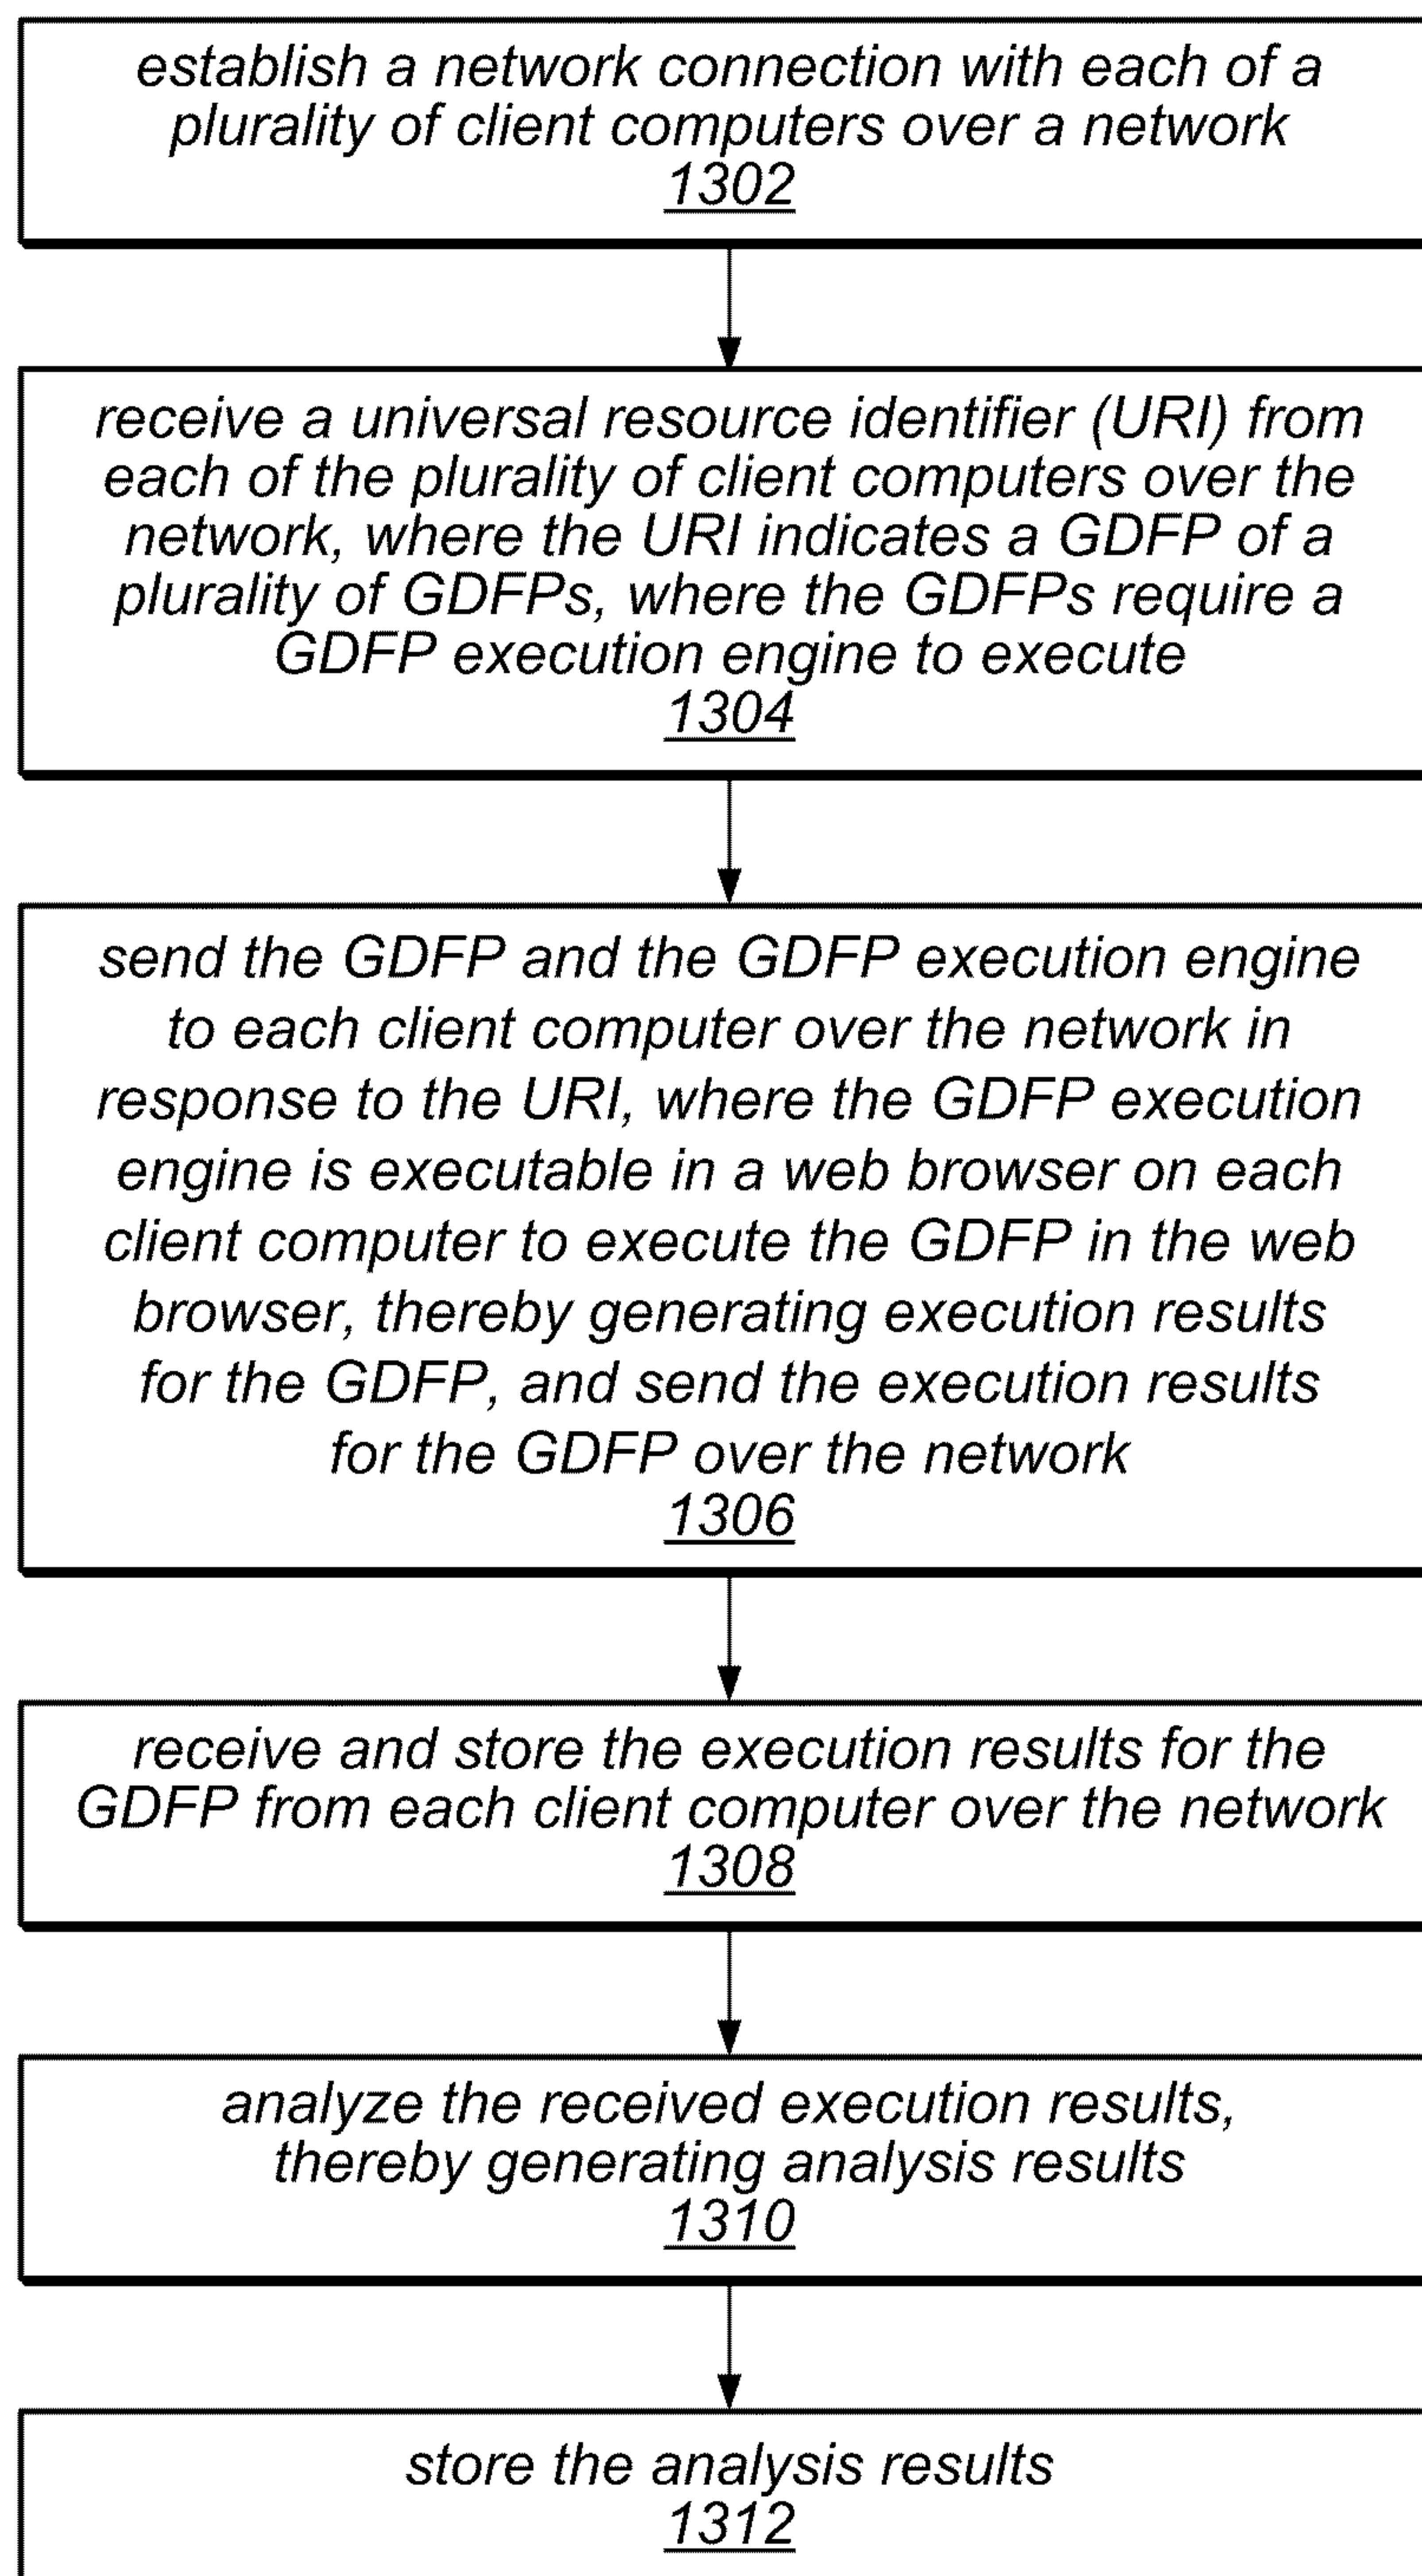 establish a network connection with each of a
plurality of client computers over a network
1302
receive a universal resource identifier (URI) from
each of the plurality of client computers over the
network, where the URI indicates a GDFP of a
plurality of GDFPs, where the GDFPs require a
GDFP execution engine to execute
1304
send the GDFP and the GDFP execution engine
to each client computer over the network in
response to the URI, where the GDFP execution
engine is executable in a web browser on each
client computer to execute the GDFP in the web
browser, thereby generating execution results
for the GDFP, and send the execution results
for the GDFP over the network
1306
receive and store the execution results for the
GDFP from each client computer over the network
1308
analyze the received execution results,
thereby generating analysis results
1310
store the analysis results
1312